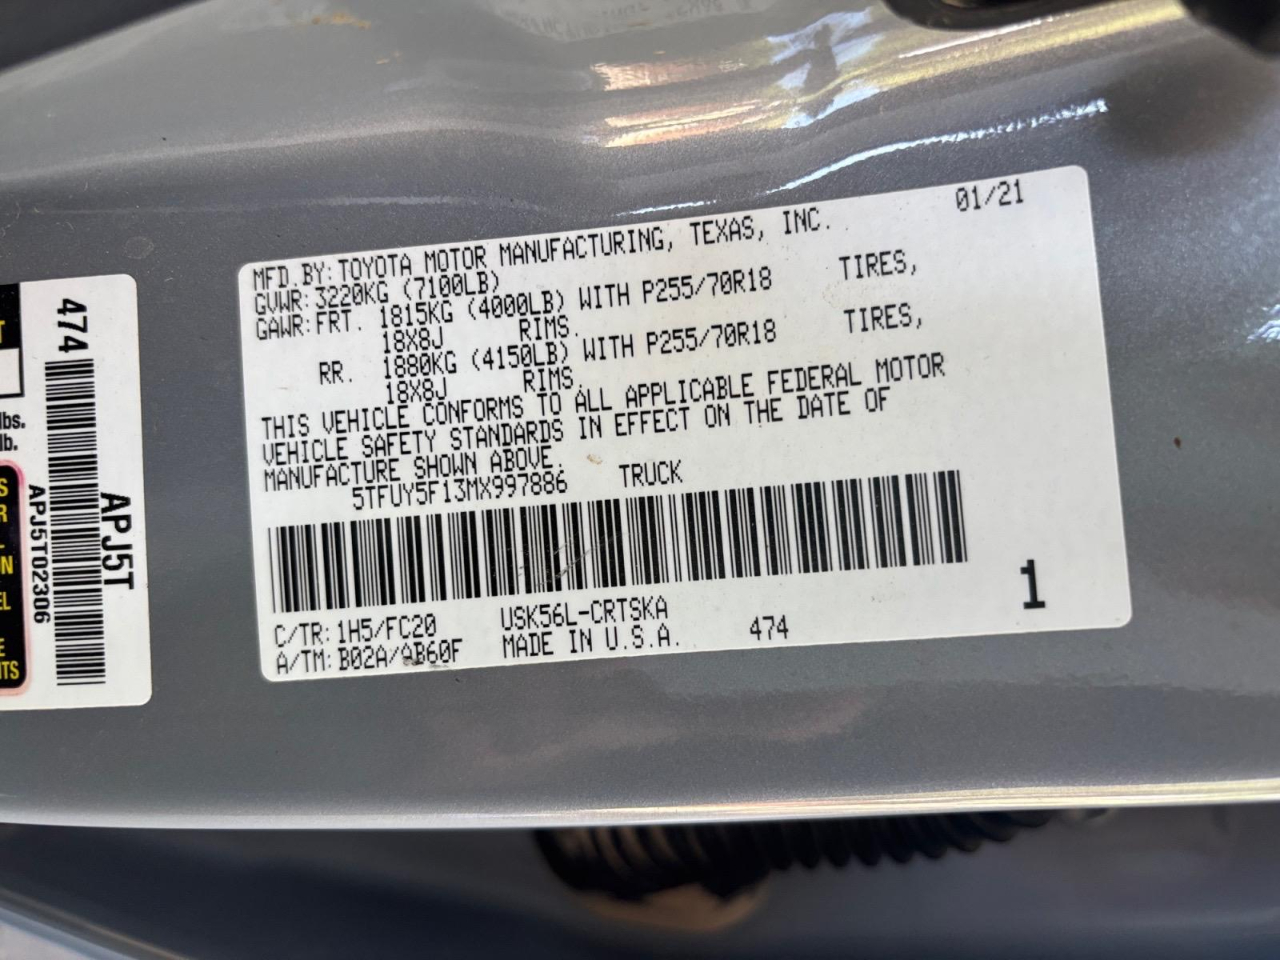 01/21
MFD.BY: TOYOTA MOTOR MANUFACTURING, TEXAS, INC.
GVWR: 3220KG (7100LB)
GAWR: FRT. 1815KG (4000LB) WITH P255/70R18 TIRES,
18X8J RIMS.
RR. 1880KG (4150LB) WITH P255/70R18 TIRES,
18X8J RIMS.
THIS VEHICLE CONFORMS TO ALL APPLICABLE FEDERAL MOTOR
VEHICLE SAFETY STANDARDS IN EFFECT ON THE DATE OF
MANUFACTURE SHOWN ABOVE.
5TFUY5F13MX997886 TRUCK
C/TR: 1H5/FC20 USK56L-CRTSKA
A/TM: B02A/AB60F MADE IN U.S.A. 474
1
474
APJ5T
APJ5T02306
lbs.
lb.